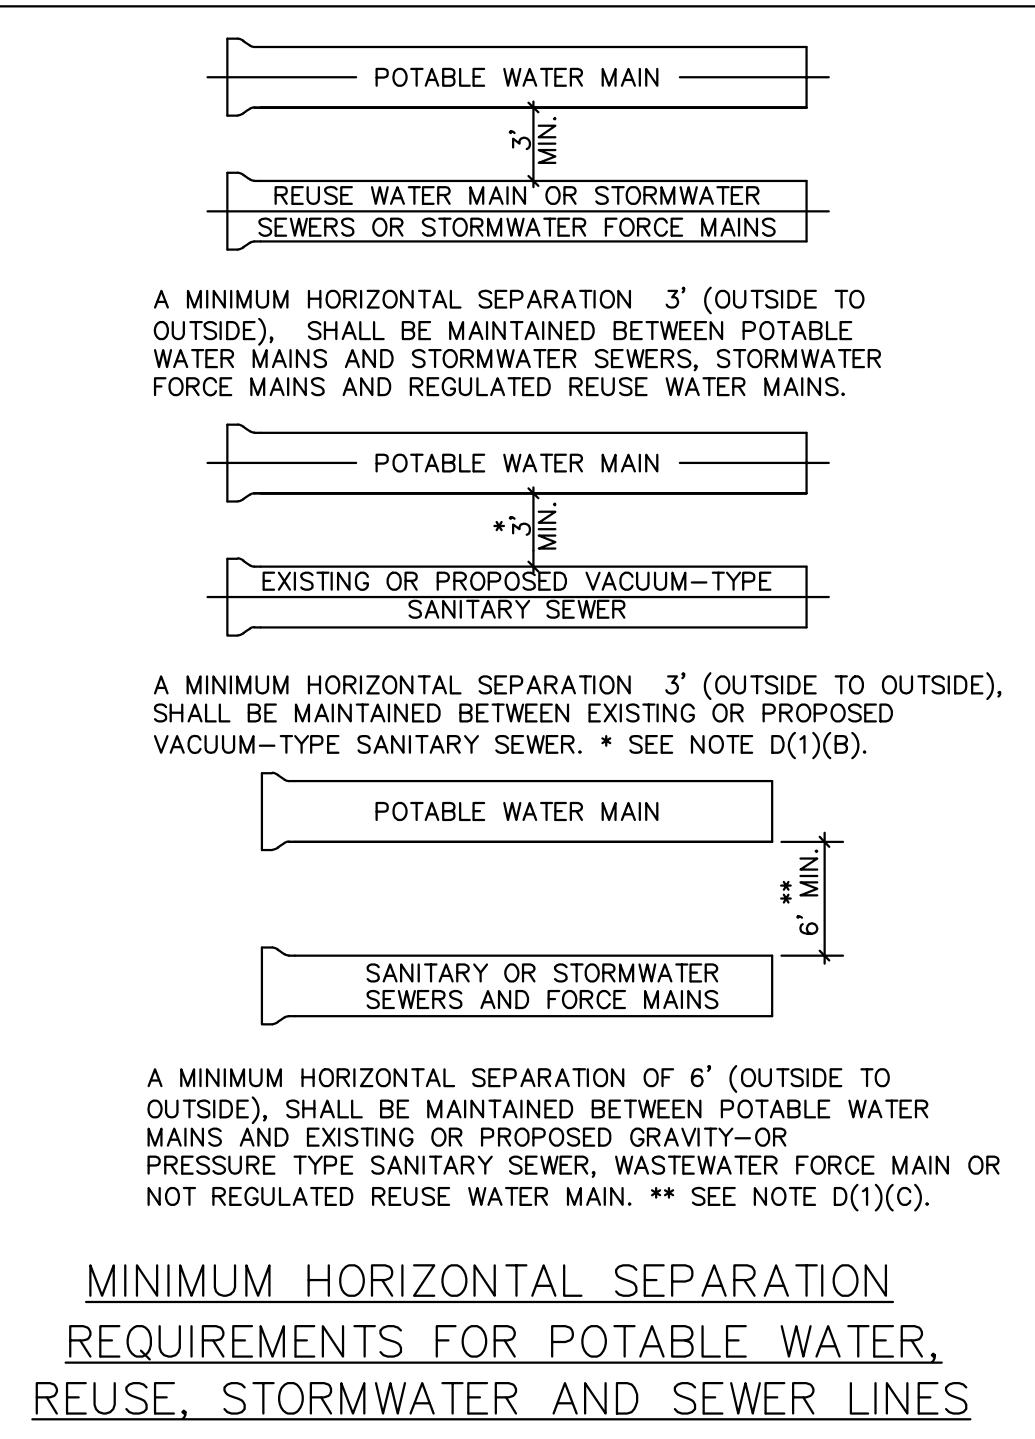 POTABLE WATER MAIN
3'
MIN.
REUSE WATER MAIN OR STORMWATER
SEWERS OR STORMWATER FORCE MAINS
A MINIMUM HORIZONTAL SEPARATION 3' (OUTSIDE TO
OUTSIDE), SHALL BE MAINTAINED BETWEEN POTABLE
WATER MAINS AND STORMWATER SEWERS, STORMWATER
FORCE MAINS AND REGULATED REUSE WATER MAINS.
POTABLE WATER MAIN
* 3'
MIN.
EXISTING OR PROPOSED VACUUM-TYPE
SANITARY SEWER
A MINIMUM HORIZONTAL SEPARATION 3' (OUTSIDE TO OUTSIDE),
SHALL BE MAINTAINED BETWEEN EXISTING OR PROPOSED
VACUUM-TYPE SANITARY SEWER. * SEE NOTE D(1)(B).
POTABLE WATER MAIN
**
6' MIN.
SANITARY OR STORMWATER
SEWERS AND FORCE MAINS
A MINIMUM HORIZONTAL SEPARATION OF 6' (OUTSIDE TO
OUTSIDE), SHALL BE MAINTAINED BETWEEN POTABLE WATER
MAINS AND EXISTING OR PROPOSED GRAVITY-OR
PRESSURE TYPE SANITARY SEWER, WASTEWATER FORCE MAIN OR
NOT REGULATED REUSE WATER MAIN. ** SEE NOTE D(1)(C).
MINIMUM HORIZONTAL SEPARATION
REQUIREMENTS FOR POTABLE WATER,
REUSE, STORMWATER AND SEWER LINES